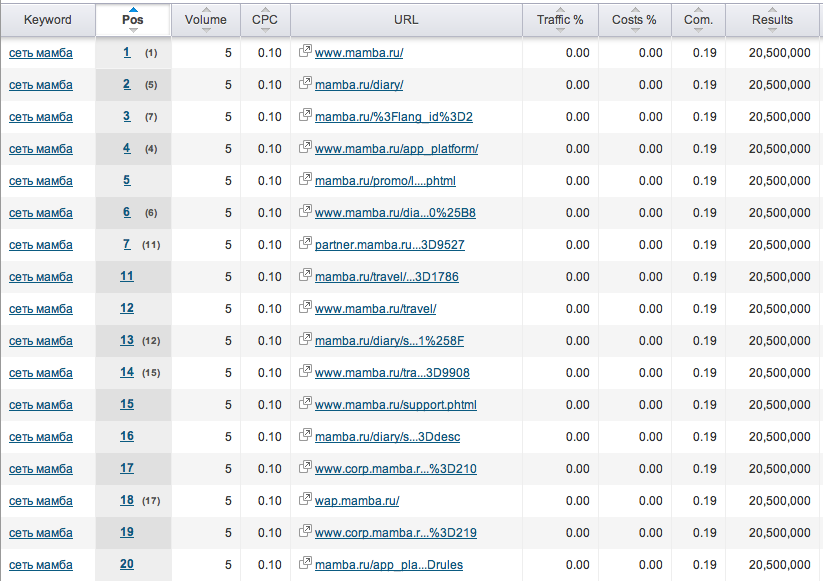 Keyword Pos Volume CPC URL Traffic % Costs % Com. Results
сеть мамба 1 (1) 5 0.10 www.mamba.ru/ 0.00 0.00 0.19 20,500,000
сеть мамба 2 (5) 5 0.10 mamba.ru/diary/ 0.00 0.00 0.19 20,500,000
сеть мамба 3 (7) 5 0.10 mamba.ru/%3Flang_id%3D2 0.00 0.00 0.19 20,500,000
сеть мамба 4 (4) 5 0.10 www.mamba.ru/app_platform/ 0.00 0.00 0.19 20,500,000
сеть мамба 5 5 0.10 mamba.ru/promo/l....phtml 0.00 0.00 0.19 20,500,000
сеть мамба 6 (6) 5 0.10 www.mamba.ru/dia...0%25B8 0.00 0.00 0.19 20,500,000
сеть мамба 7 (11) 5 0.10 partner.mamba.ru...3D9527 0.00 0.00 0.19 20,500,000
сеть мамба 11 5 0.10 mamba.ru/travel/...3D1786 0.00 0.00 0.19 20,500,000
сеть мамба 12 5 0.10 www.mamba.ru/travel/ 0.00 0.00 0.19 20,500,000
сеть мамба 13 (12) 5 0.10 mamba.ru/diary/s...1%258F 0.00 0.00 0.19 20,500,000
сеть мамба 14 (15) 5 0.10 www.mamba.ru/tra...3D9908 0.00 0.00 0.19 20,500,000
сеть мамба 15 5 0.10 www.mamba.ru/support.phtml 0.00 0.00 0.19 20,500,000
сеть мамба 16 5 0.10 mamba.ru/diary/s...3Ddesc 0.00 0.00 0.19 20,500,000
сеть мамба 17 5 0.10 www.corp.mamba.r...%3D210 0.00 0.00 0.19 20,500,000
сеть мамба 18 (17) 5 0.10 wap.mamba.ru/ 0.00 0.00 0.19 20,500,000
сеть мамба 19 5 0.10 www.corp.mamba.r...%3D219 0.00 0.00 0.19 20,500,000
сеть мамба 20 5 0.10 mamba.ru/app_pla...Drules 0.00 0.00 0.19 20,500,000